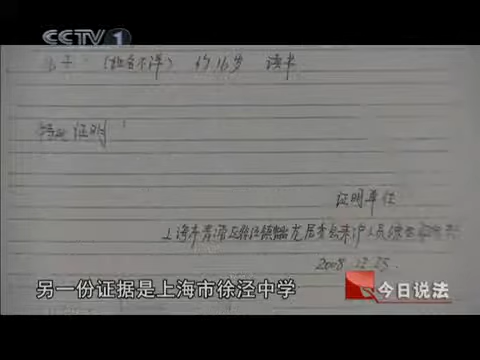 CCTV 1
(姓名不详) 约16岁 读书
特此证明
证明单位
2008.12.25.
另一份证据是上海市徐泾中学
今日说法